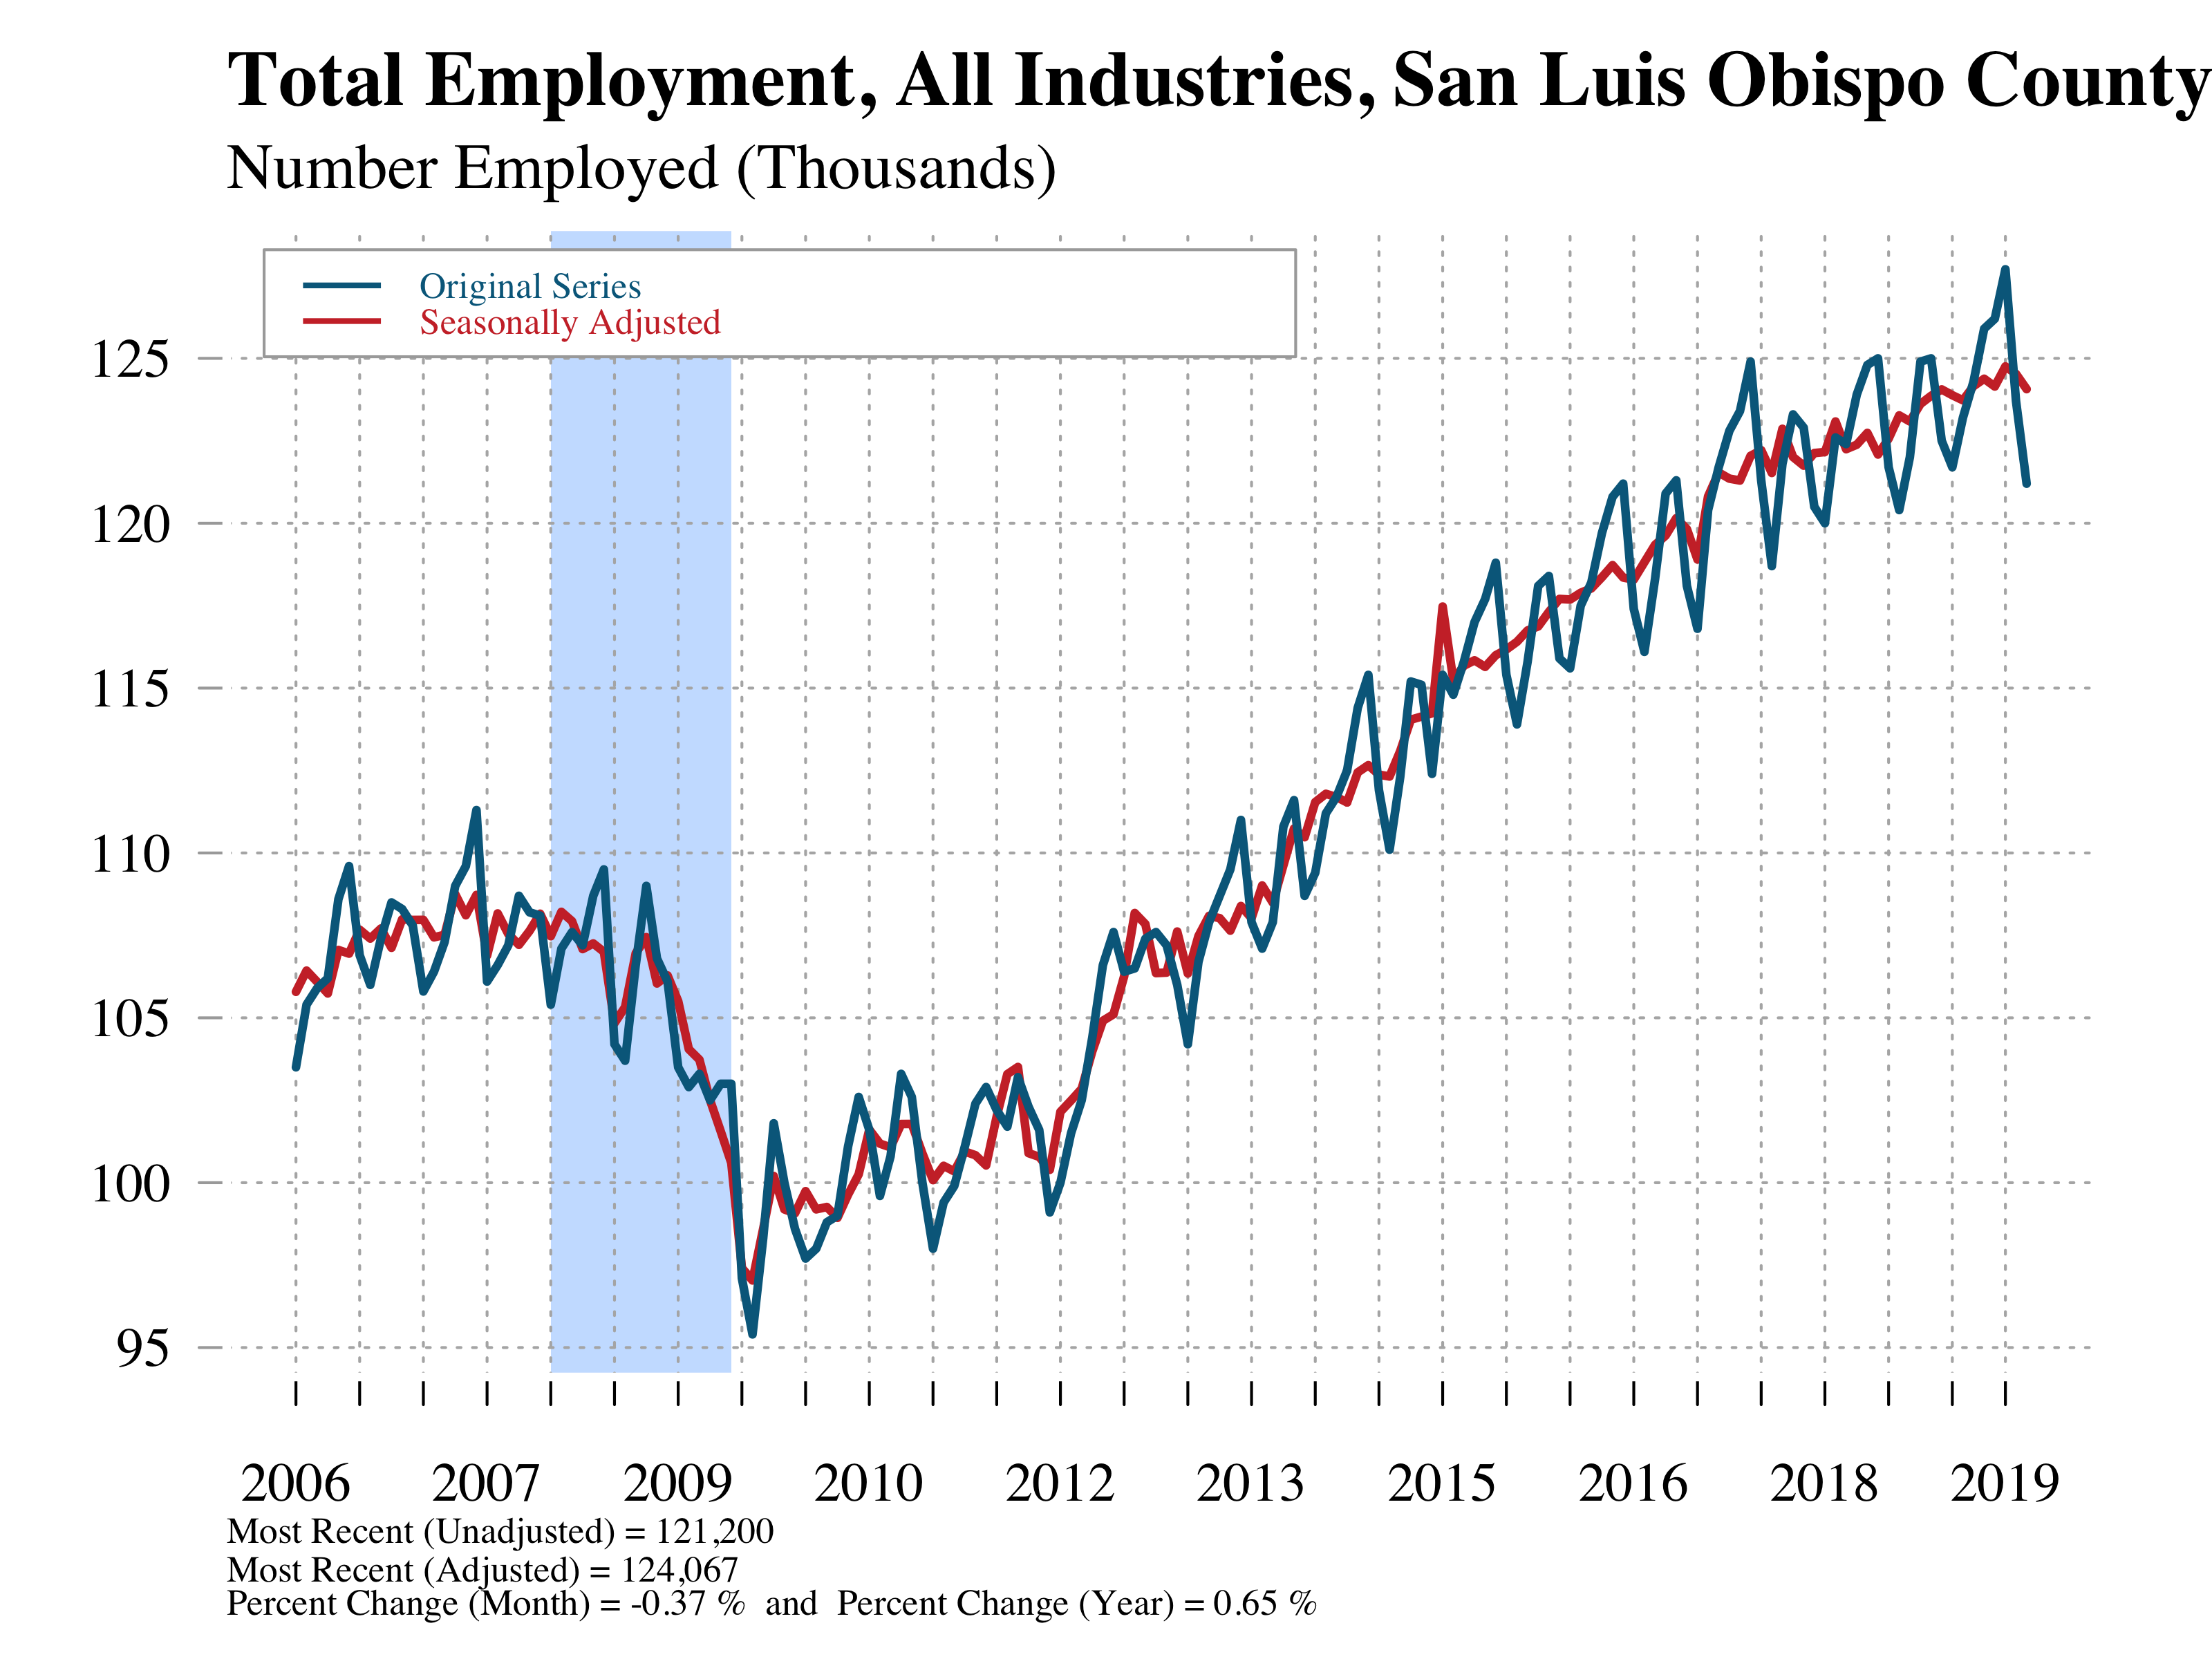 Total Employment, All Industries, San Luis Obispo County
Number Employed (Thousands)
Original Series
Seasonally Adjusted
125
120
115
110
105
100
95
2006 2007 2009 2010 2012 2013 2015 2016 2018 2019
Most Recent (Unadjusted) = 121,200
Most Recent (Adjusted) = 124,067
Percent Change (Month) = -0.37 % and Percent Change (Year) = 0.65 %